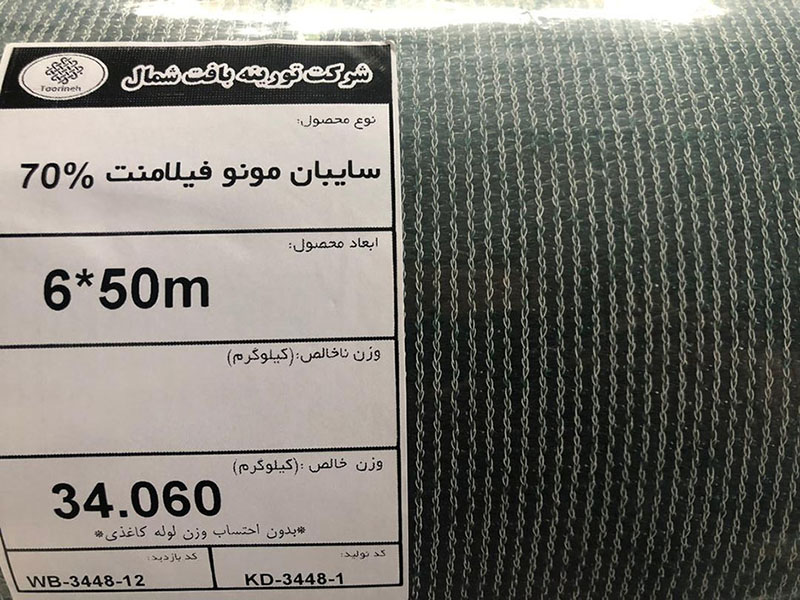 Taorineh
شرکت تورینه بافت شمال
نوع محصول:
سایبان مونو فیلامنت 70%
ابعاد محصول:
6*50m
وزن ناخالص:(کیلوگرم)
وزن خالص :(کیلوگرم)
34.060
*بدون احتساب وزن لوله کاغذی*
کد تولید:
KD-3448-1
کد بازدید:
WB-3448-12